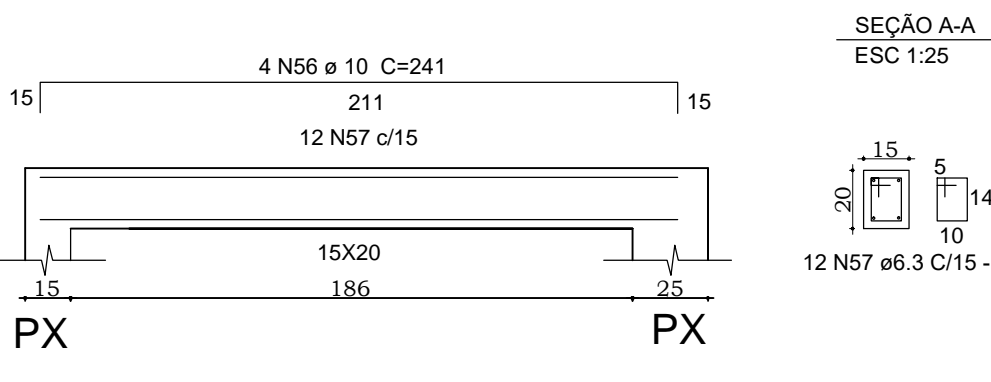 SEÇÃO A-A
ESC 1:25
4 N56 ø 10 C=241
15 211 15
12 N57 c/15
15
5
20
14
10
15X20
12 N57 ø6.3 C/15 -
15 186 25
PX PX